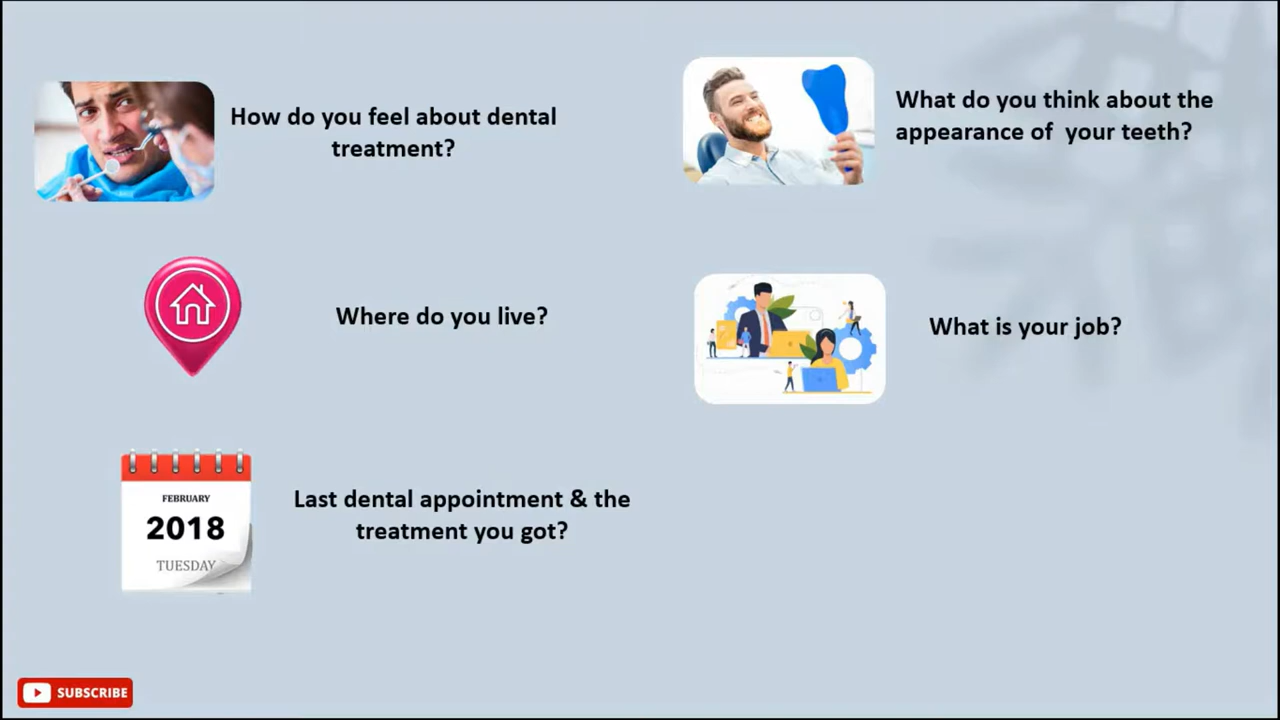 How do you feel about dental
treatment?
What do you think about the
appearance of your teeth?
Where do you live?
What is your job?
FEBRUARY
2018
TUESDAY
Last dental appointment & the
treatment you got?
SUBSCRIBE